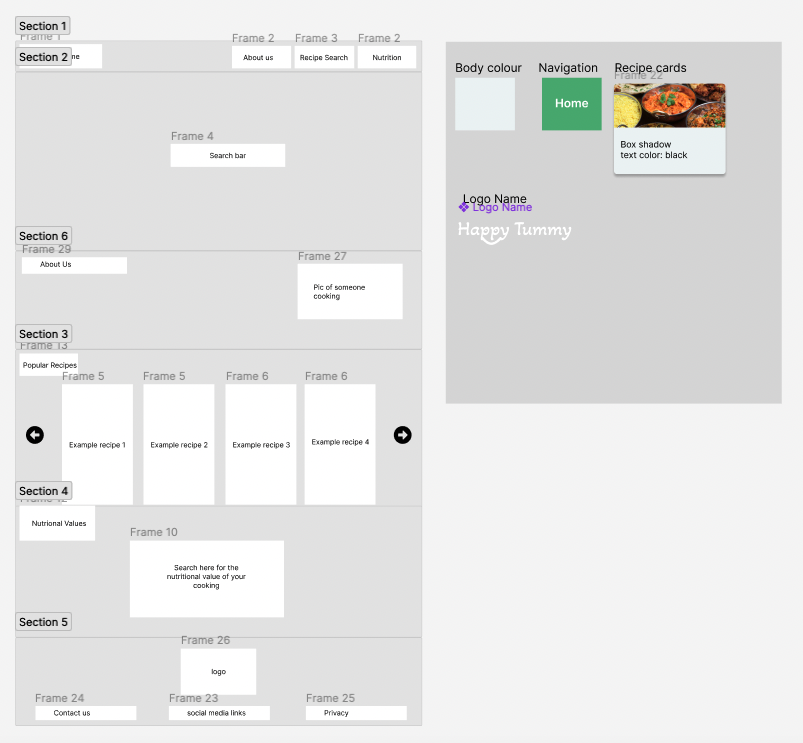 Section 1
Frame 1
Section 2
me
Frame 2
Frame 3
Frame 2
About us
Recipe Search
Nutrition
Frame 4
Search bar
Section 6
Frame 29
About Us
Frame 27
Pic of someone
cooking
Section 3
Frame 13
Popular Recipes
Frame 5
Frame 5
Frame 6
Frame 6
Example recipe 1
Example recipe 2
Example recipe 3
Example recipe 4
Section 4
Nutrional Values
Frame 10
Search here for the
nutritional value of your
cooking
Section 5
Frame 26
logo
Frame 24
Frame 23
Frame 25
Contact us
social media links
Privacy
Body colour
Navigation
Recipe cards
Frame 22
Home
Box shadow
text color: black
Logo Name
Logo Name
Happy Tummy